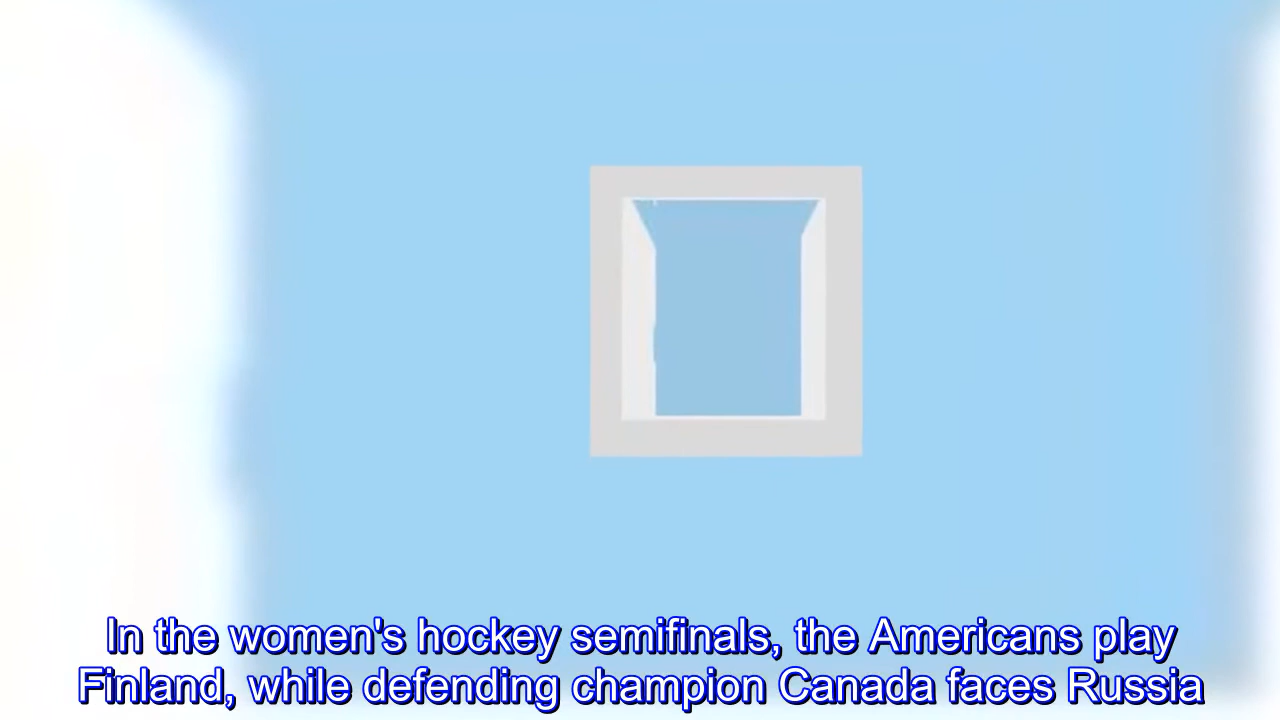 In the women's hockey semifinals, the Americans play
Finland, while defending champion Canada faces Russia